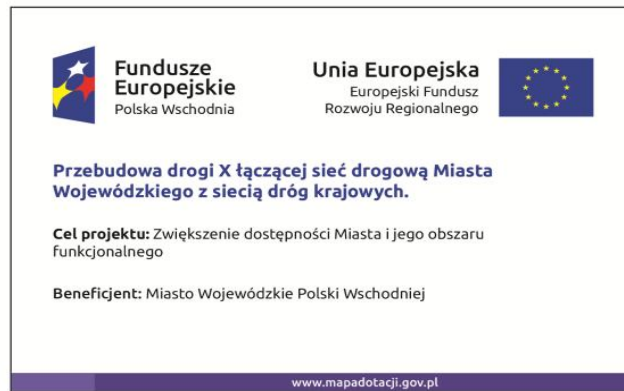 Fundusze
Europejskie
Polska Wschodnia
Unia Europejska
Europejski Fundusz
Rozwoju Regionalnego
Przebudowa drogi X łączącej sieć drogową Miasta
Wojewódzkiego z siecią dróg krajowych.
Cel projektu: Zwiększenie dostępności Miasta i jego obszaru
funkcjonalnego
Beneficjent: Miasto Wojewódzkie Polski Wschodniej
www.mapadotacji.gov.pl